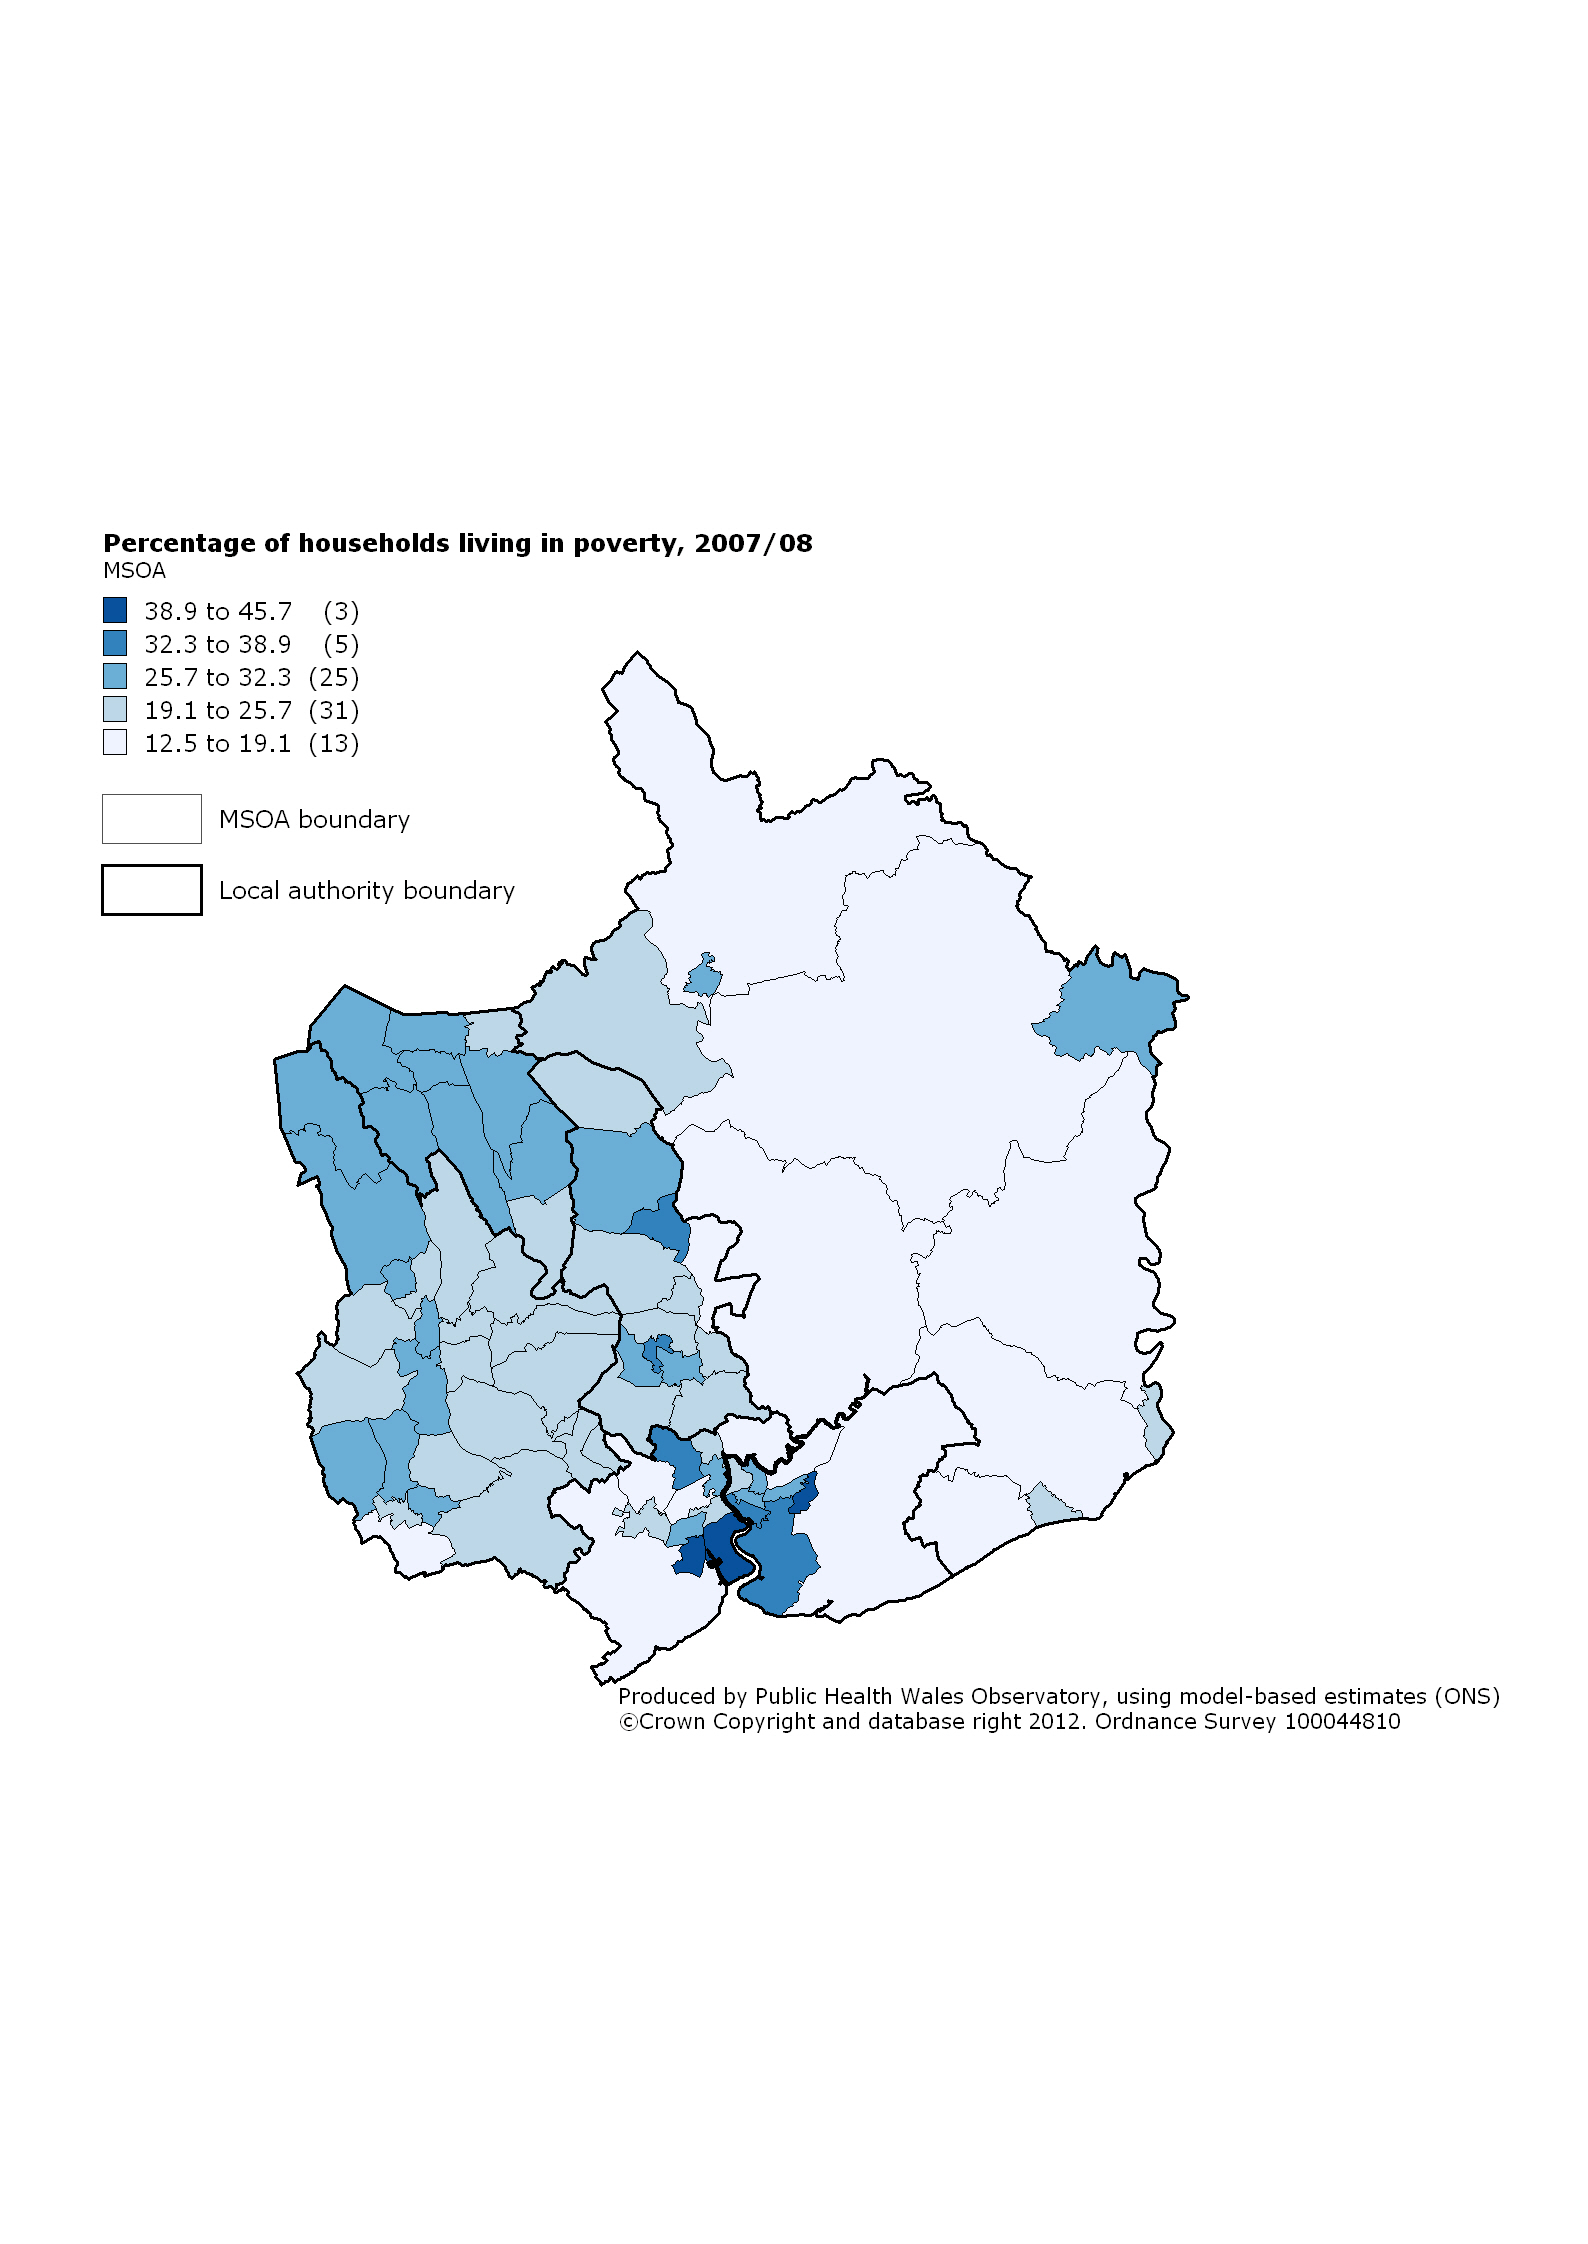 Percentage of households living in poverty, 2007/08
MSOA
38.9 to 45.7 (3)
32.3 to 38.9 (5)
25.7 to 32.3 (25)
19.1 to 25.7 (31)
12.5 to 19.1 (13)
MSOA boundary
Local authority boundary
Produced by Public Health Wales Observatory, using model-based estimates (ONS)
©Crown Copyright and database right 2012. Ordnance Survey 100044810